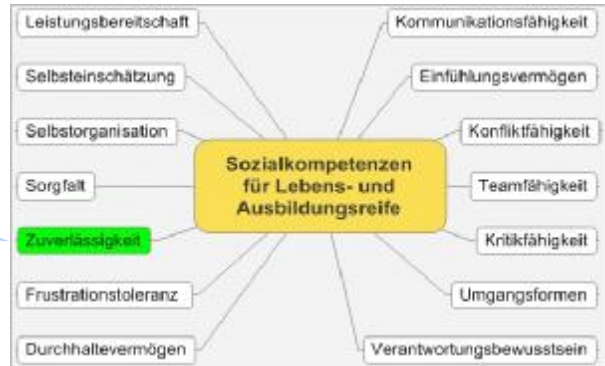 Leistungsbereitschaft
Selbsteinschätzung
Selbstorganisation
Sorgfalt
Zuverlässigkeit
Frustrationstoleranz
Durchhaltevermögen
Sozialkompetenzen
für Lebens- und
Ausbildungsreife
Kommunikationsfähigkeit
Einfühlungsvermögen
Konfliktfähigkeit
Teamfähigkeit
Kritikfähigkeit
Umgangsformen
Verantwortungsbewusstsein